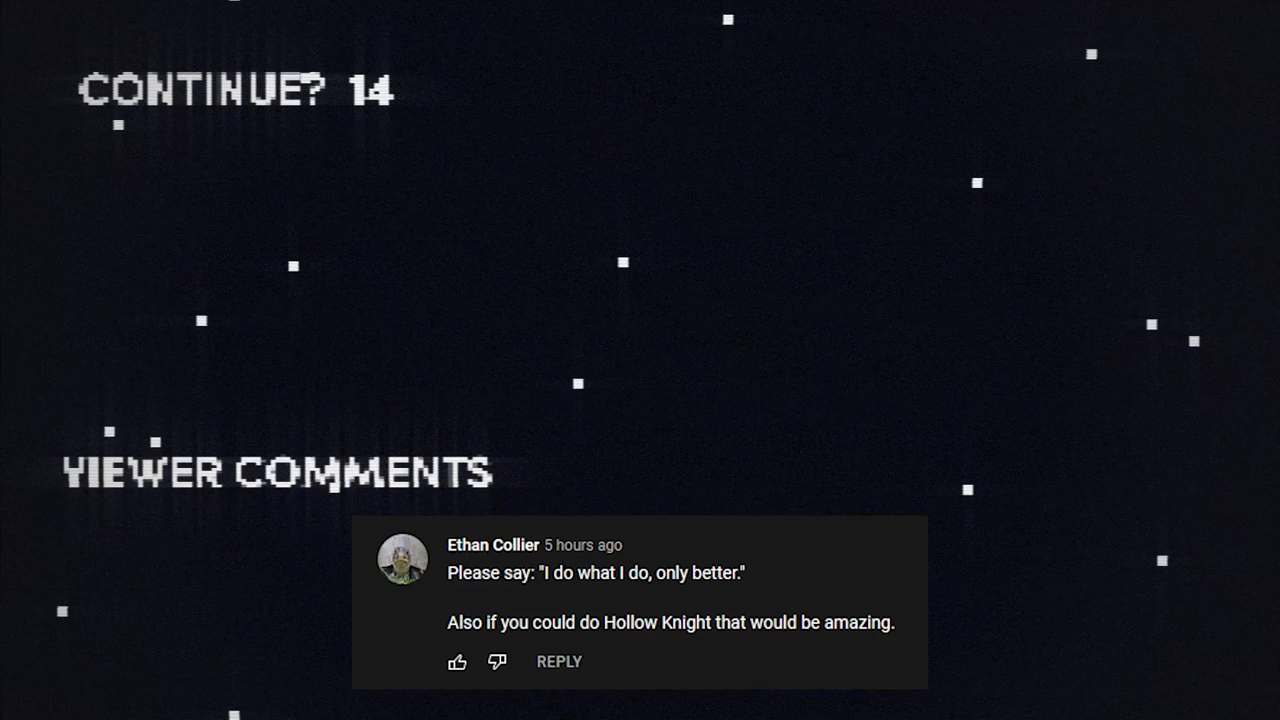 CONTINUE? 14
VIEWER COMMENTS
Ethan Collier 5 hours ago
Please say: "I do what I do, only better."
Also if you could do Hollow Knight that would be amazing.
REPLY